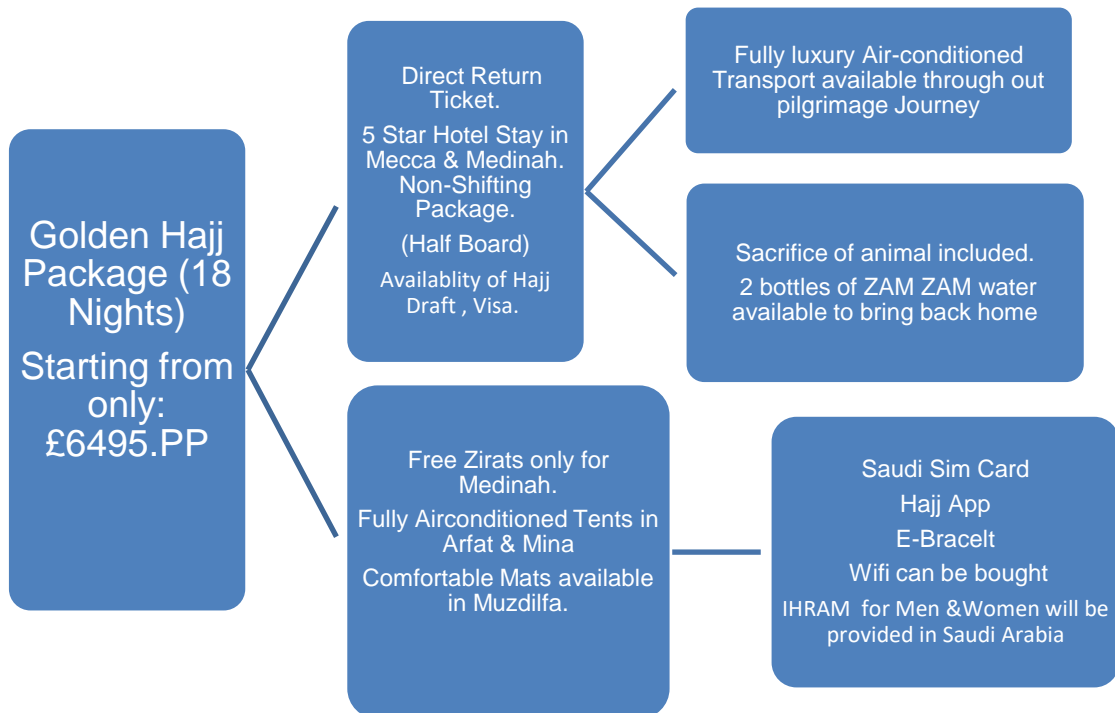 Golden Hajj
Package (18
Nights)
Starting from
only:
£6495.PP
Direct Return
Ticket.
5 Star Hotel Stay in
Mecca & Medinah.
Non-Shifting
Package.
(Half Board)
Availablity of Hajj
Draft , Visa.
Fully luxury Air-conditioned
Transport available through out
pilgrimage Journey
Sacrifice of animal included.
2 bottles of ZAM ZAM water
available to bring back home
Free Zirats only for
Medinah.
Fully Airconditioned Tents in
Arfat & Mina
Comfortable Mats available
in Muzdilfa.
Saudi Sim Card
Hajj App
E-Bracelt
Wifi can be bought
IHRAM for Men &Women will be
provided in Saudi Arabia